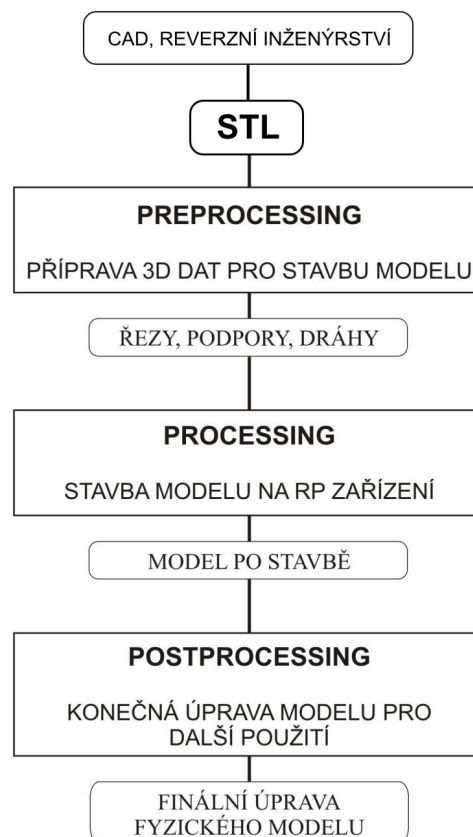 CAD, REVERZNÍ INŽENÝRSTVÍ
STL
PREPROCESSING
PŘÍPRAVA 3D DAT PRO STAVBU MODELU
ŘEZY, PODPORY, DRÁHY
PROCESSING
STAVBA MODELU NA RP ZAŘÍZENÍ
MODEL PO STAVBĚ
POSTPROCESSING
KONEČNÁ ÚPRAVA MODELU PRO
DALŠÍ POUŽITÍ
FINÁLNÍ ÚPRAVA
FYZICKÉHO MODELU